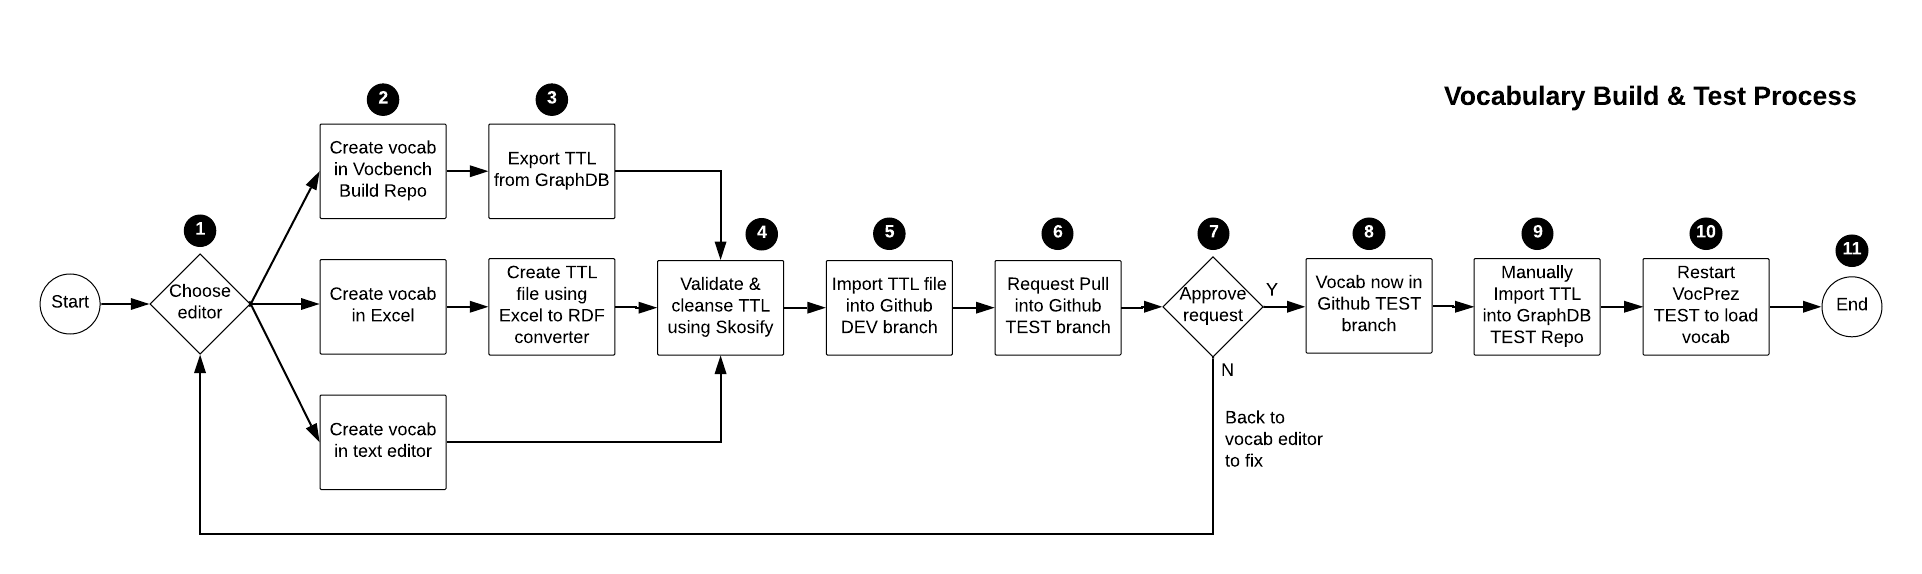 Vocabulary Build & Test Process
Start
1
Choose
editor
2
Create vocab
in Vocbench
Build Repo
3
Export TTL
from GraphDB
Create vocab
in Excel
Create TTL
file using
Excel to RDF
converter
Create vocab
in text editor
4
Validate &
cleanse TTL
using Skosify
5
Import TTL file
into Github
DEV branch
6
Request Pull
into Github
TEST branch
7
Approve
request
Y
N
Back to
vocab editor
to fix
8
Vocab now in
Github TEST
branch
9
Manually
Import TTL
into GraphDB
TEST Repo
10
Restart
VocPrez
TEST to load
vocab
11
End